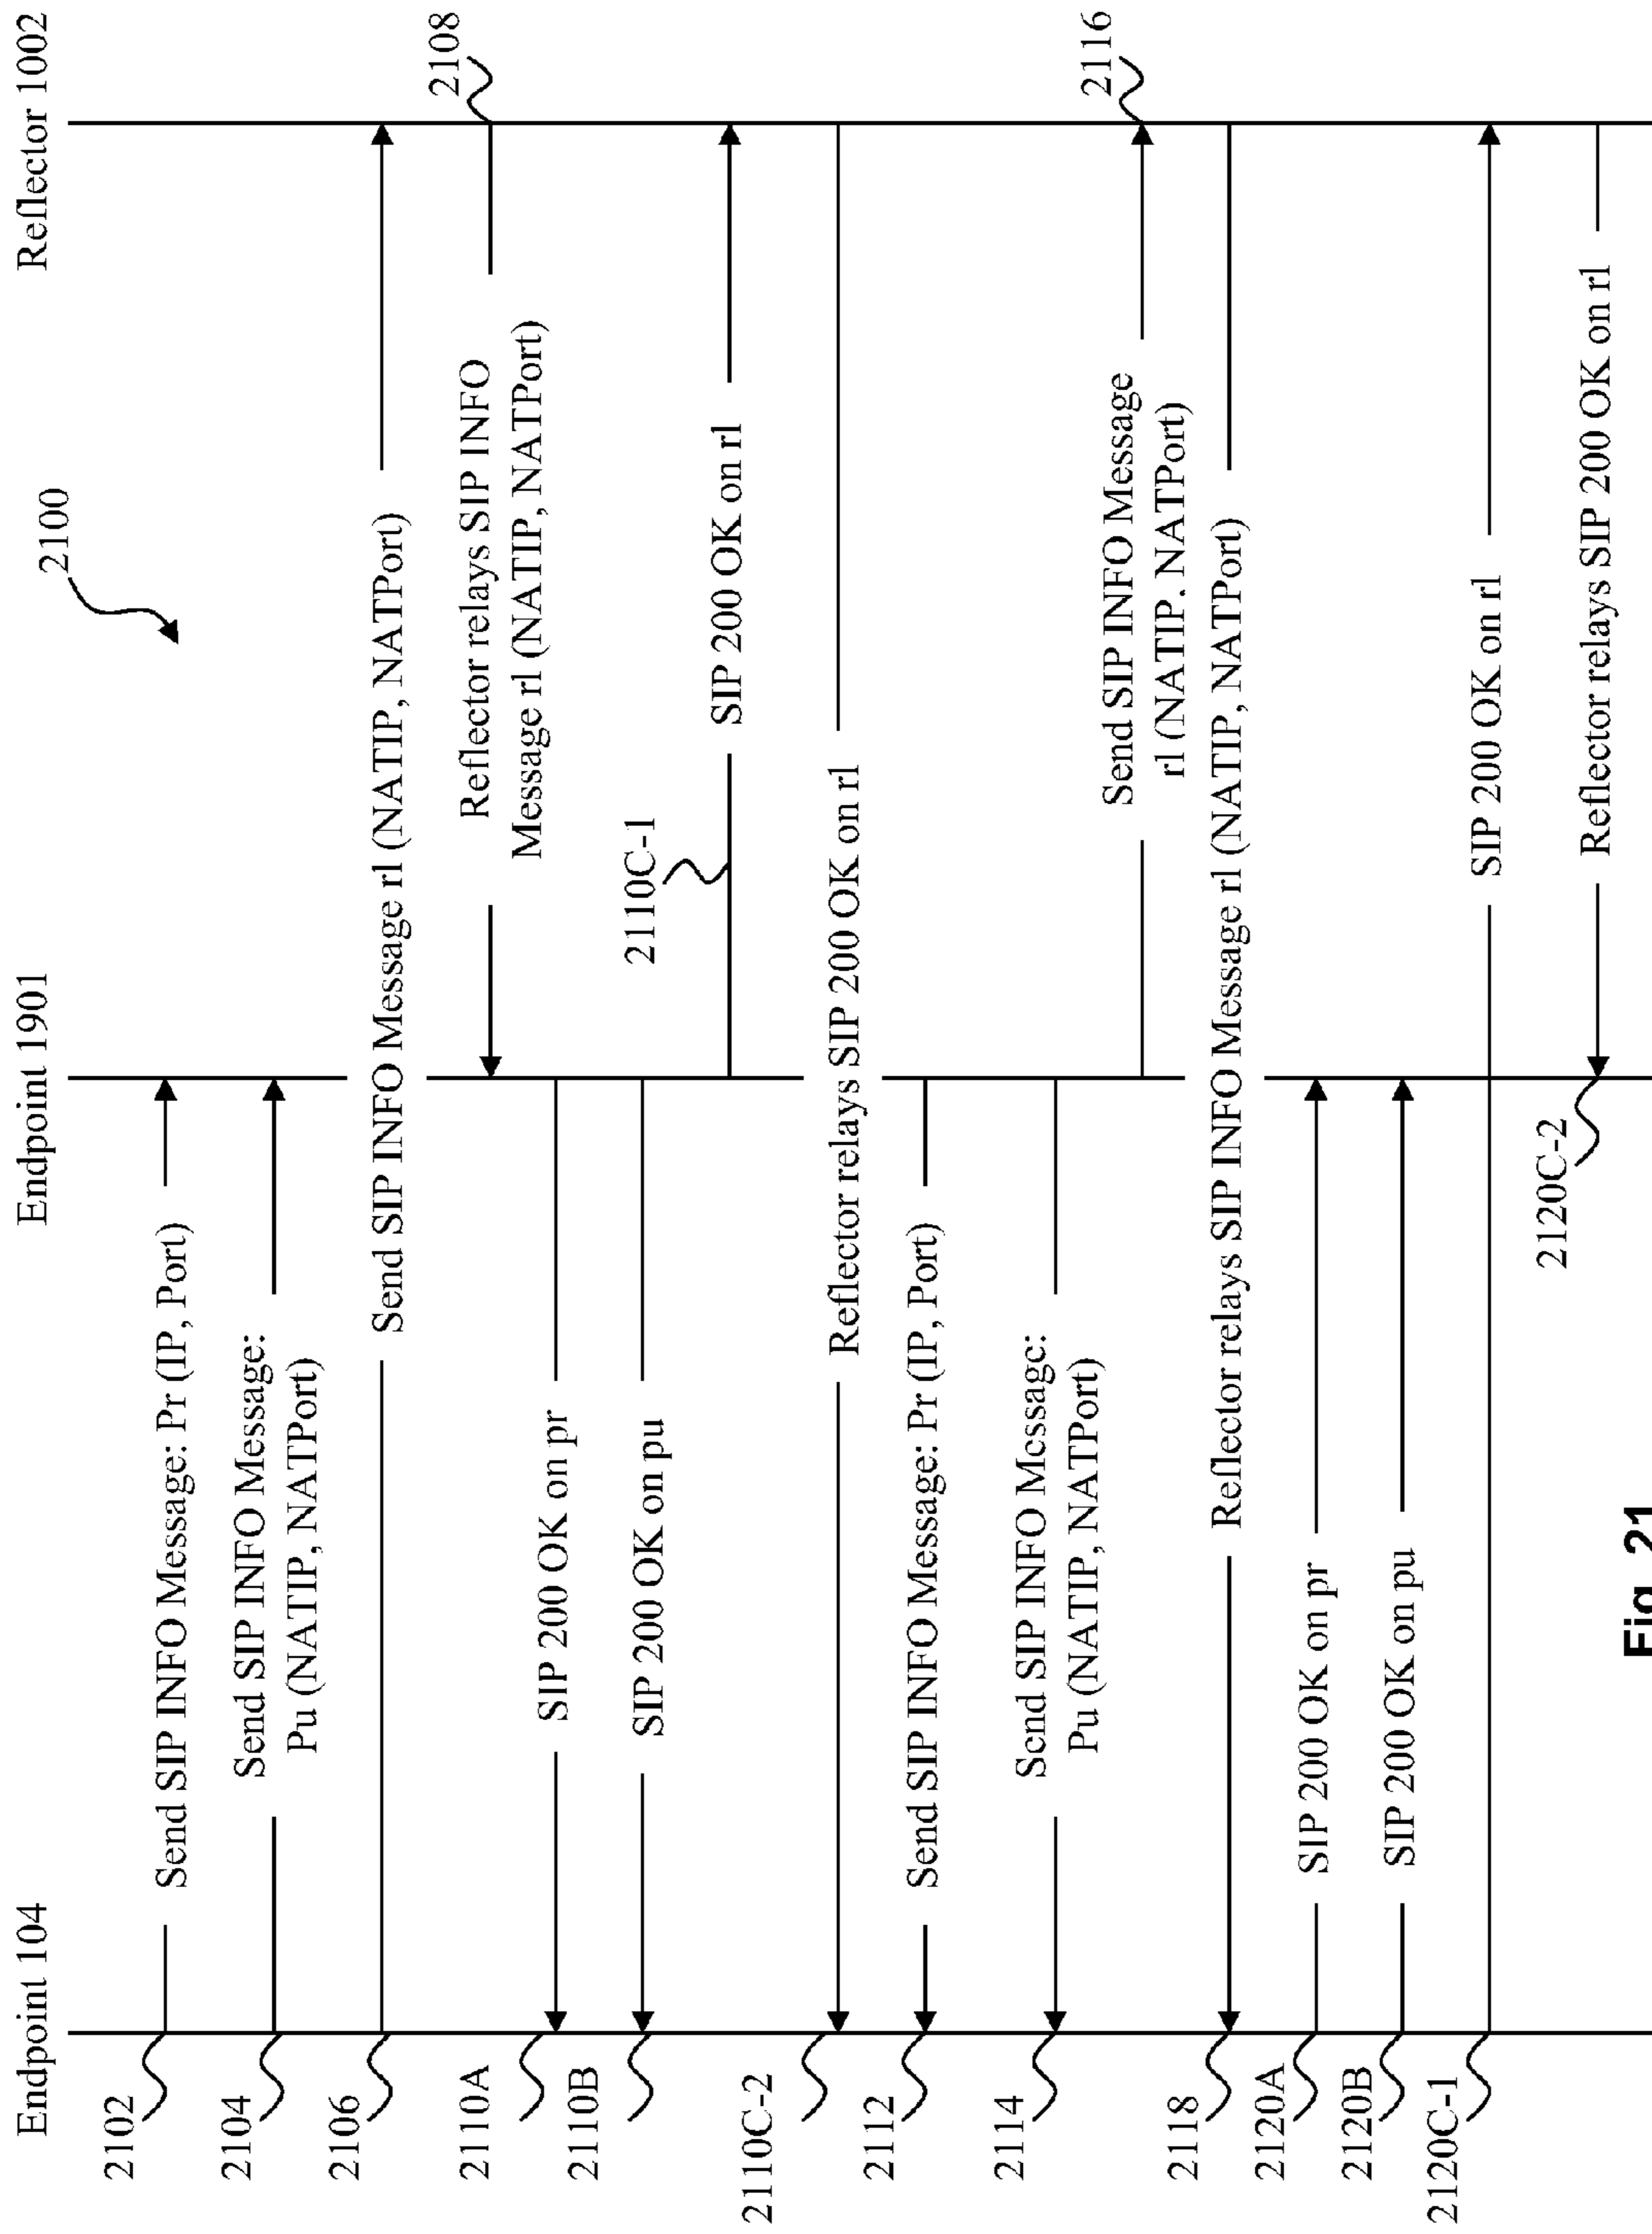 Endpoint 104
Endpoint 1901
Reflector 1002
2100
2102
Send SIP INFO Message: Pr (IP, Port)
2104
Send SIP INFO Message:
Pu (NATIP, NATPort)
2106
Send SIP INFO Message rl (NATIP, NATPort)
2108
Reflector relays SIP INFO
Message rl (NATIP, NATPort)
2110A
SIP 200 OK on pr
2110B
SIP 200 OK on pu
2110C-1
SIP 200 OK on rl
2110C-2
Reflector relays SIP 200 OK on rl
2112
Send SIP INFO Message: Pr (IP, Port)
2114
Send SIP INFO Message:
Pu (NATIP, NATPort)
2116
Send SIP INFO Message
rl (NATIP. NATPort)
2118
Reflector relays SIP INFO Message rl (NATIP, NATPort)
2120A
SIP 200 OK on pr
2120B
SIP 200 OK on pu
2120C-1
SIP 200 OK on rl
2120C-2
Reflector relays SIP 200 OK on rl
Fig. 21